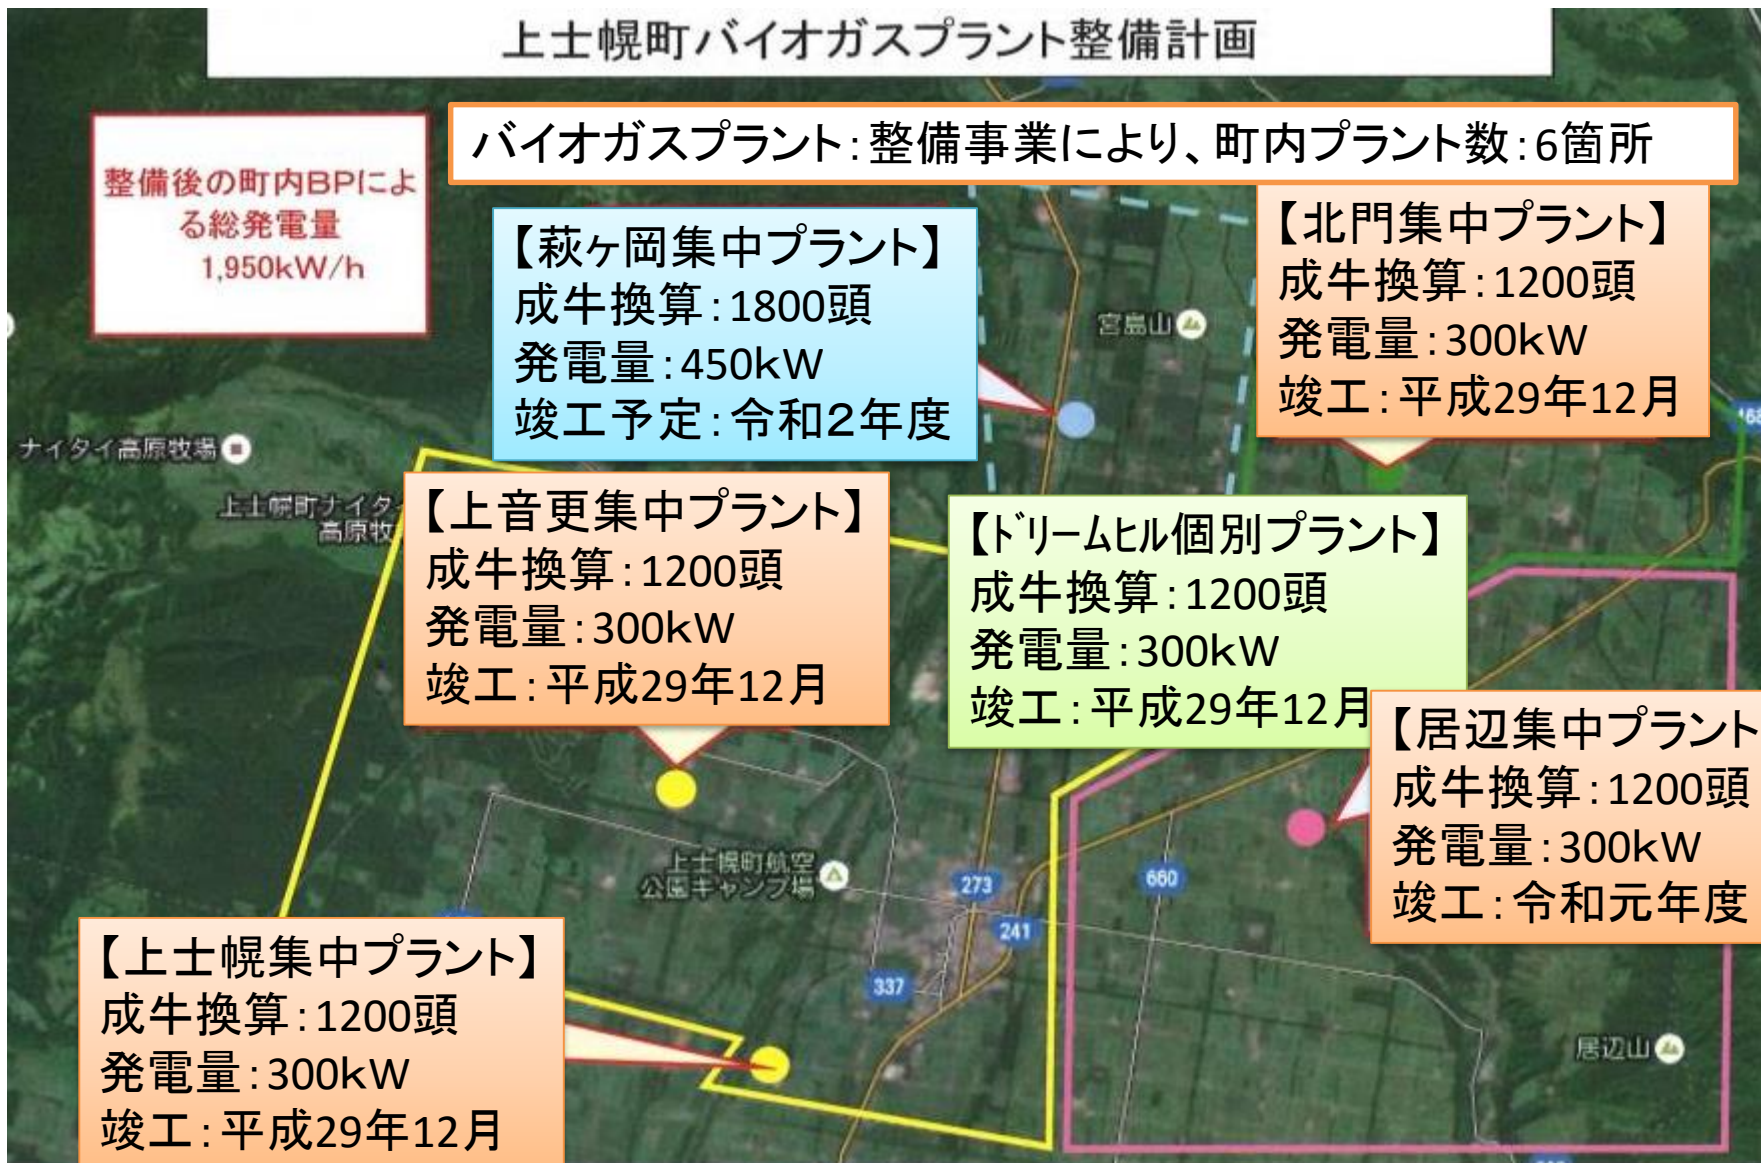 上士幌町バイオガスプラント整備計画
バイオガスプラント：整備事業により、町内プラント数：6箇所
整備後の町内BPによ
る総発電量
1,950kW/h
【萩ヶ岡集中プラント】
成牛換算：1800頭
発電量：450kW
竣工予定：令和２年度
【北門集中プラント】
成牛換算：1200頭
発電量：300kW
竣工：平成29年12月
宮島山
ナイタイ高原牧場
上士幌町ナイタ
高原牧
468
【上音更集中プラント】
成牛換算：1200頭
発電量：300kW
竣工：平成29年12月
【ドリームヒル個別プラント】
成牛換算：1200頭
発電量：300kW
竣工：平成29年12月
【居辺集中プラント
成牛換算：1200頭
発電量：300kW
竣工：令和元年度
上士幌町航空
公園キャンプ場
273
660
241
337
居辺山
【上士幌集中プラント】
成牛換算：1200頭
発電量：300kW
竣工：平成29年12月